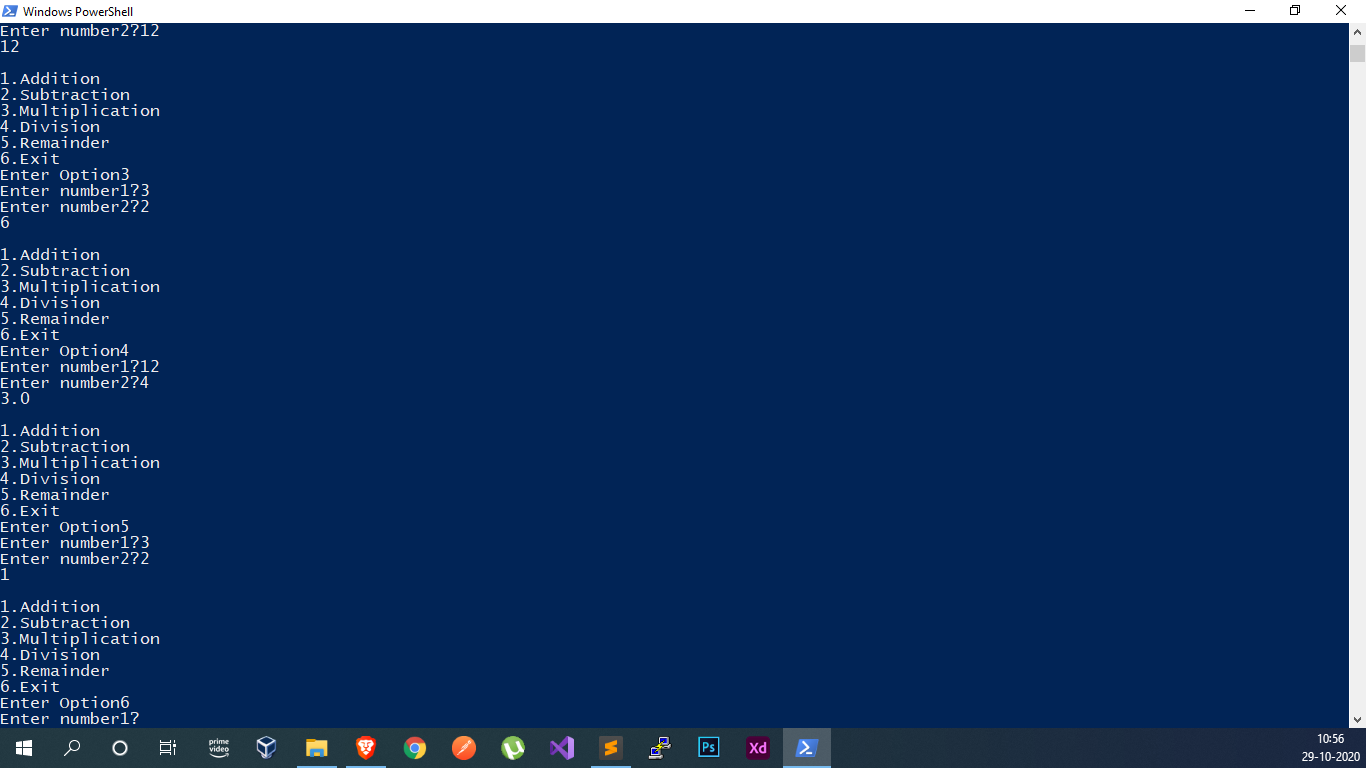 Windows PowerShell
Enter number2?12
12
1.Addition
2.Subtraction
3.Multiplication
4.Division
5.Remainder
6.Exit
Enter Option3
Enter number1?3
Enter number2?2
6
1.Addition
2.Subtraction
3.Multiplication
4.Division
5.Remainder
6.Exit
Enter Option4
Enter number1?12
Enter number2?4
3.0
1.Addition
2.Subtraction
3.Multiplication
4.Division
5.Remainder
6.Exit
Enter Option5
Enter number1?3
Enter number2?2
1
1.Addition
2.Subtraction
3.Multiplication
4.Division
5.Remainder
6.Exit
Enter Option6
Enter number1?
prime
video
Ps
Xd
10:56
29-10-2020